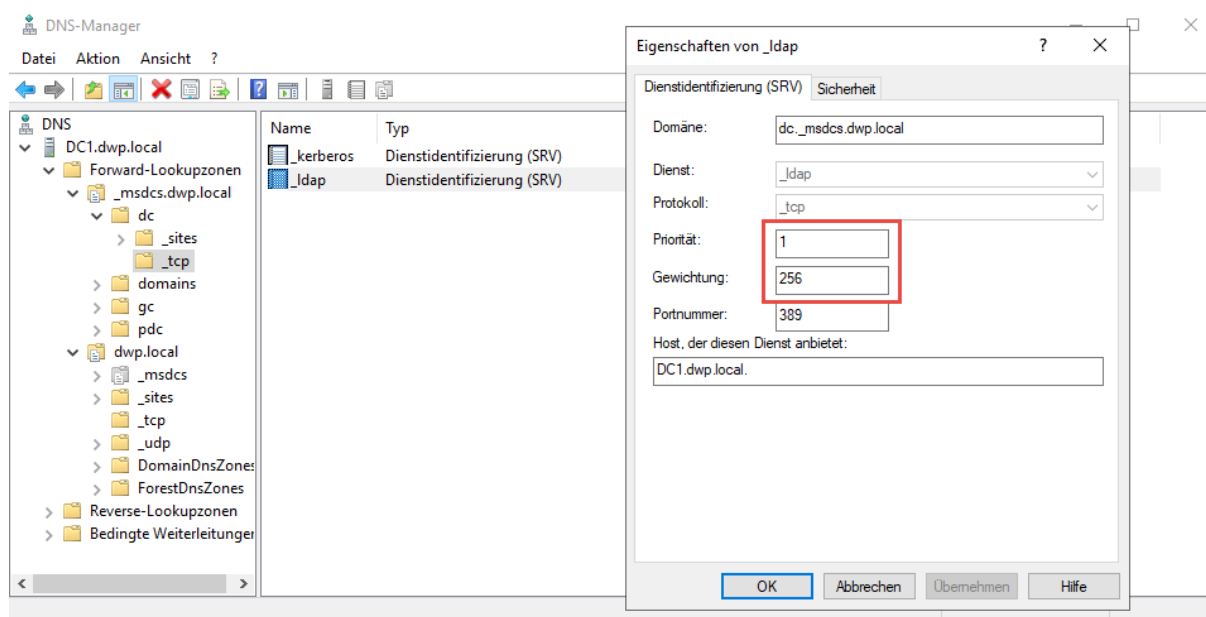 DNS-Manager
Datei Aktion Ansicht ?
DNS
DC1.dwp.local
Forward-Lookupzonen
_msdcs.dwp.local
dc
_sites
_tcp
domains
gc
pdc
dwp.local
_msdcs
_sites
_tcp
_udp
DomainDnsZones
ForestDnsZones
Reverse-Lookupzonen
Bedingte Weiterleitunger
Name Typ
_kerberos Dienstidentifizierung (SRV)
_ldap Dienstidentifizierung (SRV)
Eigenschaften von _ldap ?
Dienstidentifizierung (SRV) Sicherheit
Domäne: dc._msdcs.dwp.local
Dienst: _ldap
Protokoll: _tcp
Priorität: 1
Gewichtung: 256
Portnummer: 389
Host, der diesen Dienst anbietet:
DC1.dwp.local.
OK Abbrechen Übernehmen Hilfe